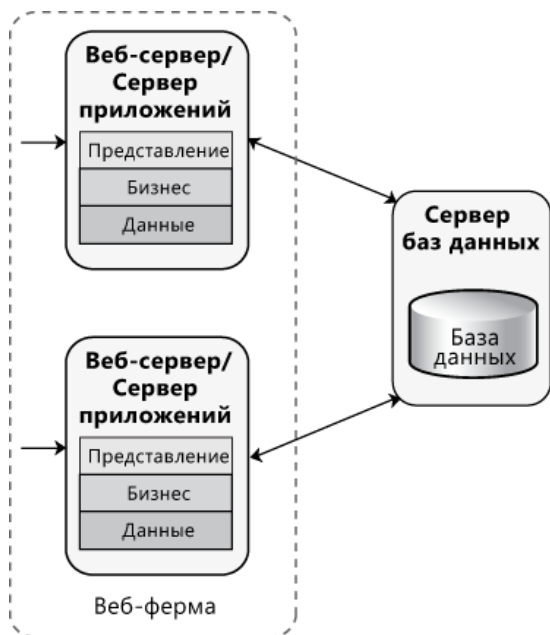 Веб-сервер/
Сервер
приложений
Представление
Бизнес
Данные
Сервер
баз данных
База
данных
Веб-сервер/
Сервер
приложений
Представление
Бизнес
Данные
Веб-ферма